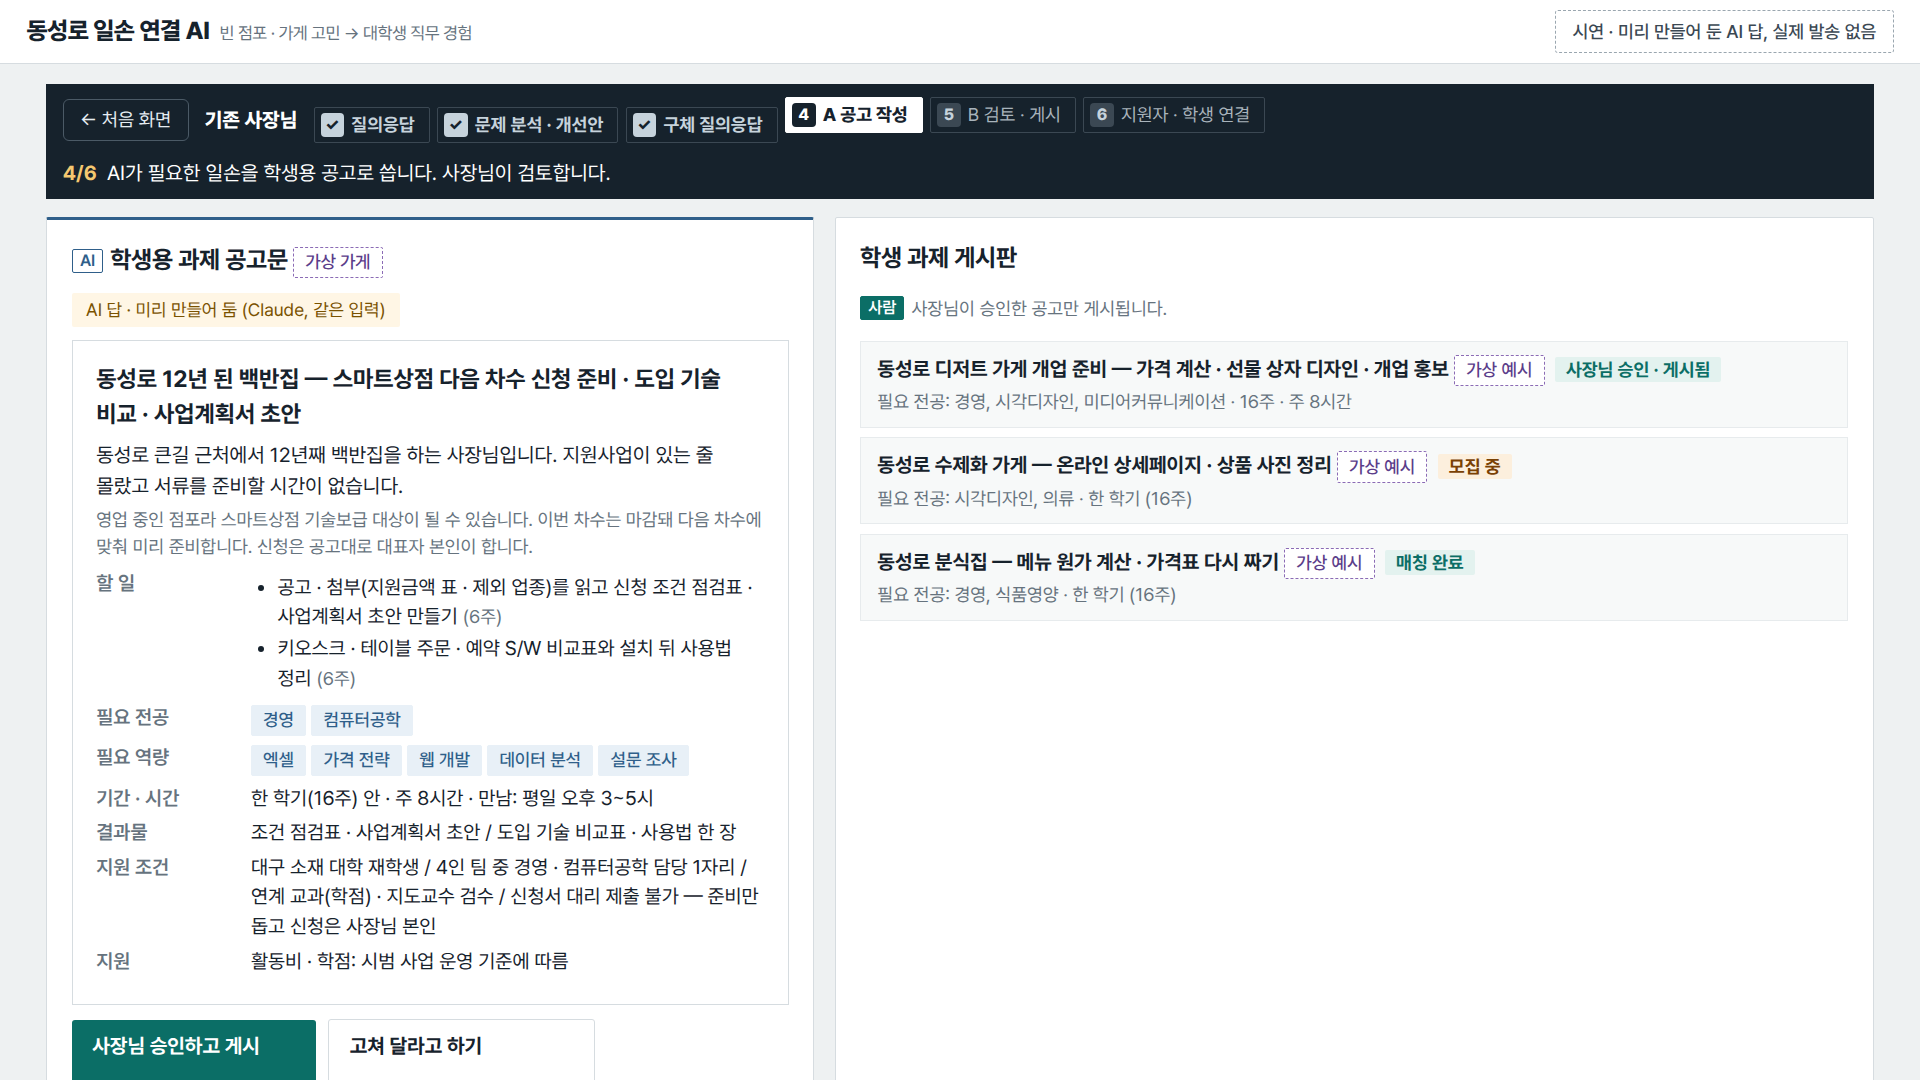 동성로 일손 연결 AI 빈 점포 · 가게 고민 → 대학생 직무 경험
시연 · 미리 만들어 둔 AI 답, 실제 발송 없음
← 처음 화면
기존 사장님
질의응답
문제 분석 · 개선안
구체 질의응답
4 A 공고 작성
5 B 검토 · 게시
6 지원자 · 학생 연결
4/6 AI가 필요한 일손을 학생용 공고로 씁니다. 사장님이 검토합니다.
AI 학생용 과제 공고문 가상 가게
AI 답 · 미리 만들어 둠 (Claude, 같은 입력)
동성로 12년 된 백반집 — 스마트상점 다음 차수 신청 준비 · 도입 기술
비교 · 사업계획서 초안
동성로 큰길 근처에서 12년째 백반집을 하는 사장님입니다. 지원사업이 있는 줄
몰랐고 서류를 준비할 시간이 없습니다.
영업 중인 점포라 스마트상점 기술보급 대상이 될 수 있습니다. 이번 차수는 마감돼 다음 차수에
맞춰 미리 준비합니다. 신청은 공고대로 대표자 본인이 합니다.
할 일
• 공고 · 첨부(지원금액 표 · 제외 업종)를 읽고 신청 조건 점검표 ·
사업계획서 초안 만들기 (6주)
• 키오스크 · 테이블 주문 · 예약 S/W 비교표와 설치 뒤 사용법
정리 (6주)
필요 전공 경영 컴퓨터공학
필요 역량 엑셀 가격 전략 웹 개발 데이터 분석 설문 조사
기간 · 시간 한 학기(16주) 안 · 주 8시간 · 만남: 평일 오후 3~5시
결과물 조건 점검표 · 사업계획서 초안 / 도입 기술 비교표 · 사용법 한 장
지원 조건 대구 소재 대학 재학생 / 4인 팀 중 경영 · 컴퓨터공학 담당 1자리 /
연계 교과(학점) · 지도교수 검수 / 신청서 대리 제출 불가 — 준비만
돕고 신청은 사장님 본인
지원 활동비 · 학점: 시범 사업 운영 기준에 따름
사장님 승인하고 게시
고쳐 달라고 하기
학생 과제 게시판
사람 사장님이 승인한 공고만 게시됩니다.
동성로 디저트 가게 개업 준비 — 가격 계산 · 선물 상자 디자인 · 개업 홍보 가상 예시 사장님 승인 · 게시됨
필요 전공: 경영, 시각디자인, 미디어커뮤니케이션 · 16주 · 주 8시간
동성로 수제화 가게 — 온라인 상세페이지 · 상품 사진 정리 가상 예시 모집 중
필요 전공: 시각디자인, 의류 · 한 학기 (16주)
동성로 분식집 — 메뉴 원가 계산 · 가격표 다시 짜기 가상 예시 매칭 완료
필요 전공: 경영, 식품영양 · 한 학기 (16주)